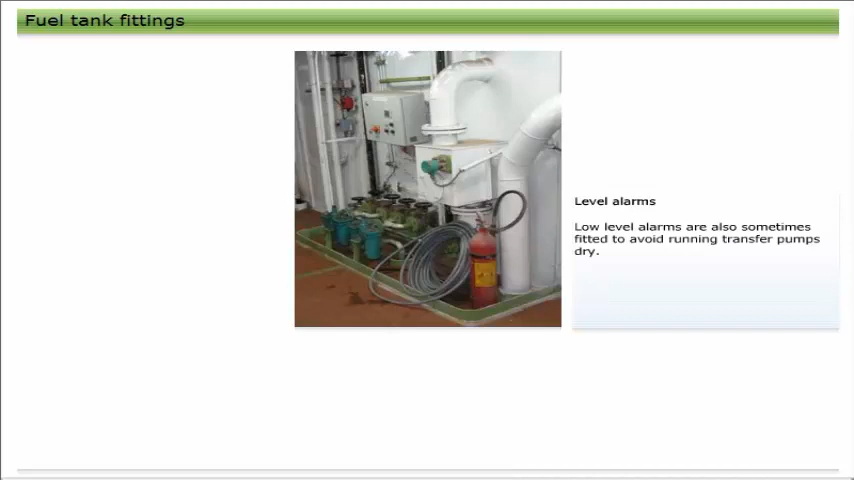 Fuel tank fittings
Level alarms
Low level alarms are also sometimes
fitted to avoid running transfer pumps
dry.